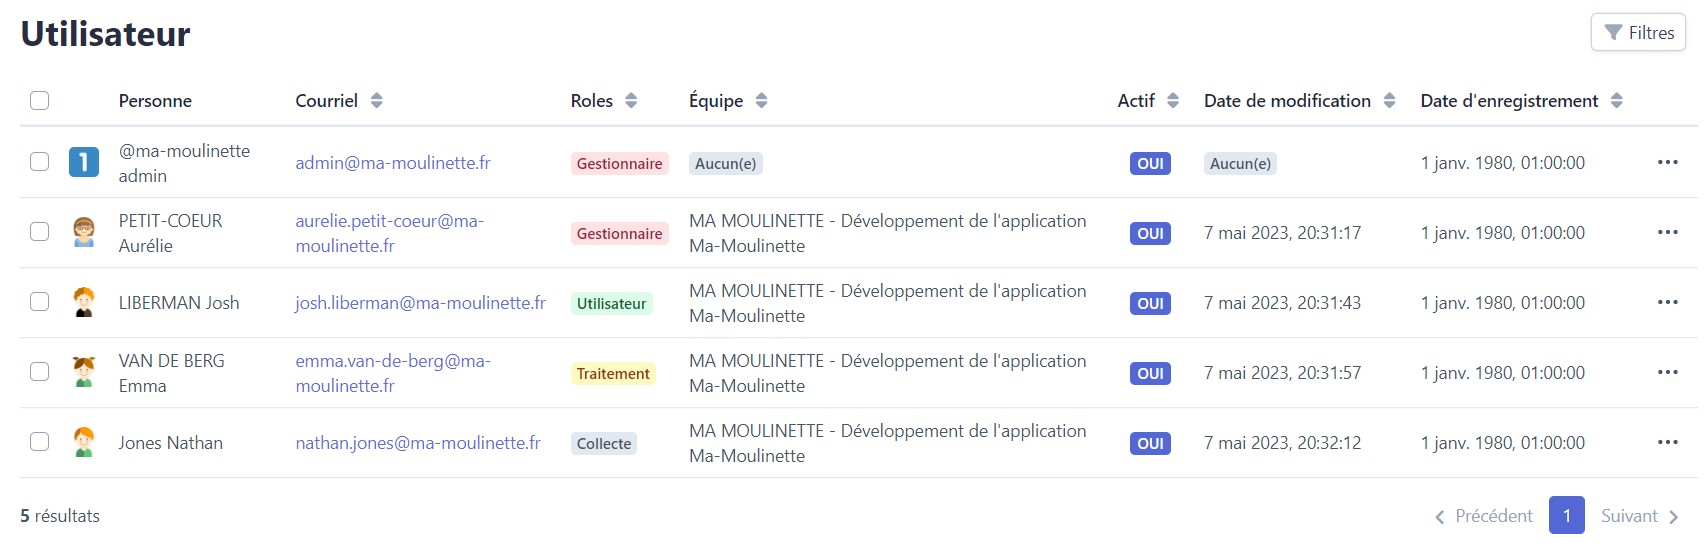 Utilisateur
Filtres
Personne Courriel Roles Équipe Actif Date de modification Date d'enregistrement
1 @ma-moulinette admin@ma-moulinette.fr Gestionnaire Aucun(e) OUI Aucun(e) 1 janv. 1980, 01:00:00
admin
PETIT-COEUR aurelie.petit-coeur@ma- Gestionnaire MA MOULINETTE - Développement de l'application OUI 7 mai 2023, 20:31:17 1 janv. 1980, 01:00:00
Aurélie moulinette.fr Ma-Moulinette
LIBERMAN Josh josh.liberman@ma-moulinette.fr Utilisateur MA MOULINETTE - Développement de l'application OUI 7 mai 2023, 20:31:43 1 janv. 1980, 01:00:00
Ma-Moulinette
VAN DE BERG emma.van-de-berg@ma- Traitement MA MOULINETTE - Développement de l'application OUI 7 mai 2023, 20:31:57 1 janv. 1980, 01:00:00
Emma moulinette.fr Ma-Moulinette
Jones Nathan nathan.jones@ma-moulinette.fr Collecte MA MOULINETTE - Développement de l'application OUI 7 mai 2023, 20:32:12 1 janv. 1980, 01:00:00
Ma-Moulinette
5 résultats Précédent 1 Suivant